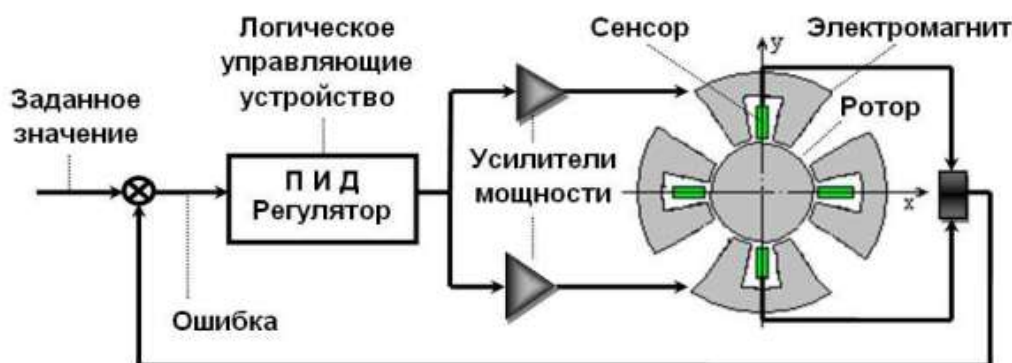 Логическое
управляющие
устройство
Сенсор
y
Электромагнит
Заданное
значение
Ротор
Усилители
мощности
П И Д
Регулятор
x
Ошибка